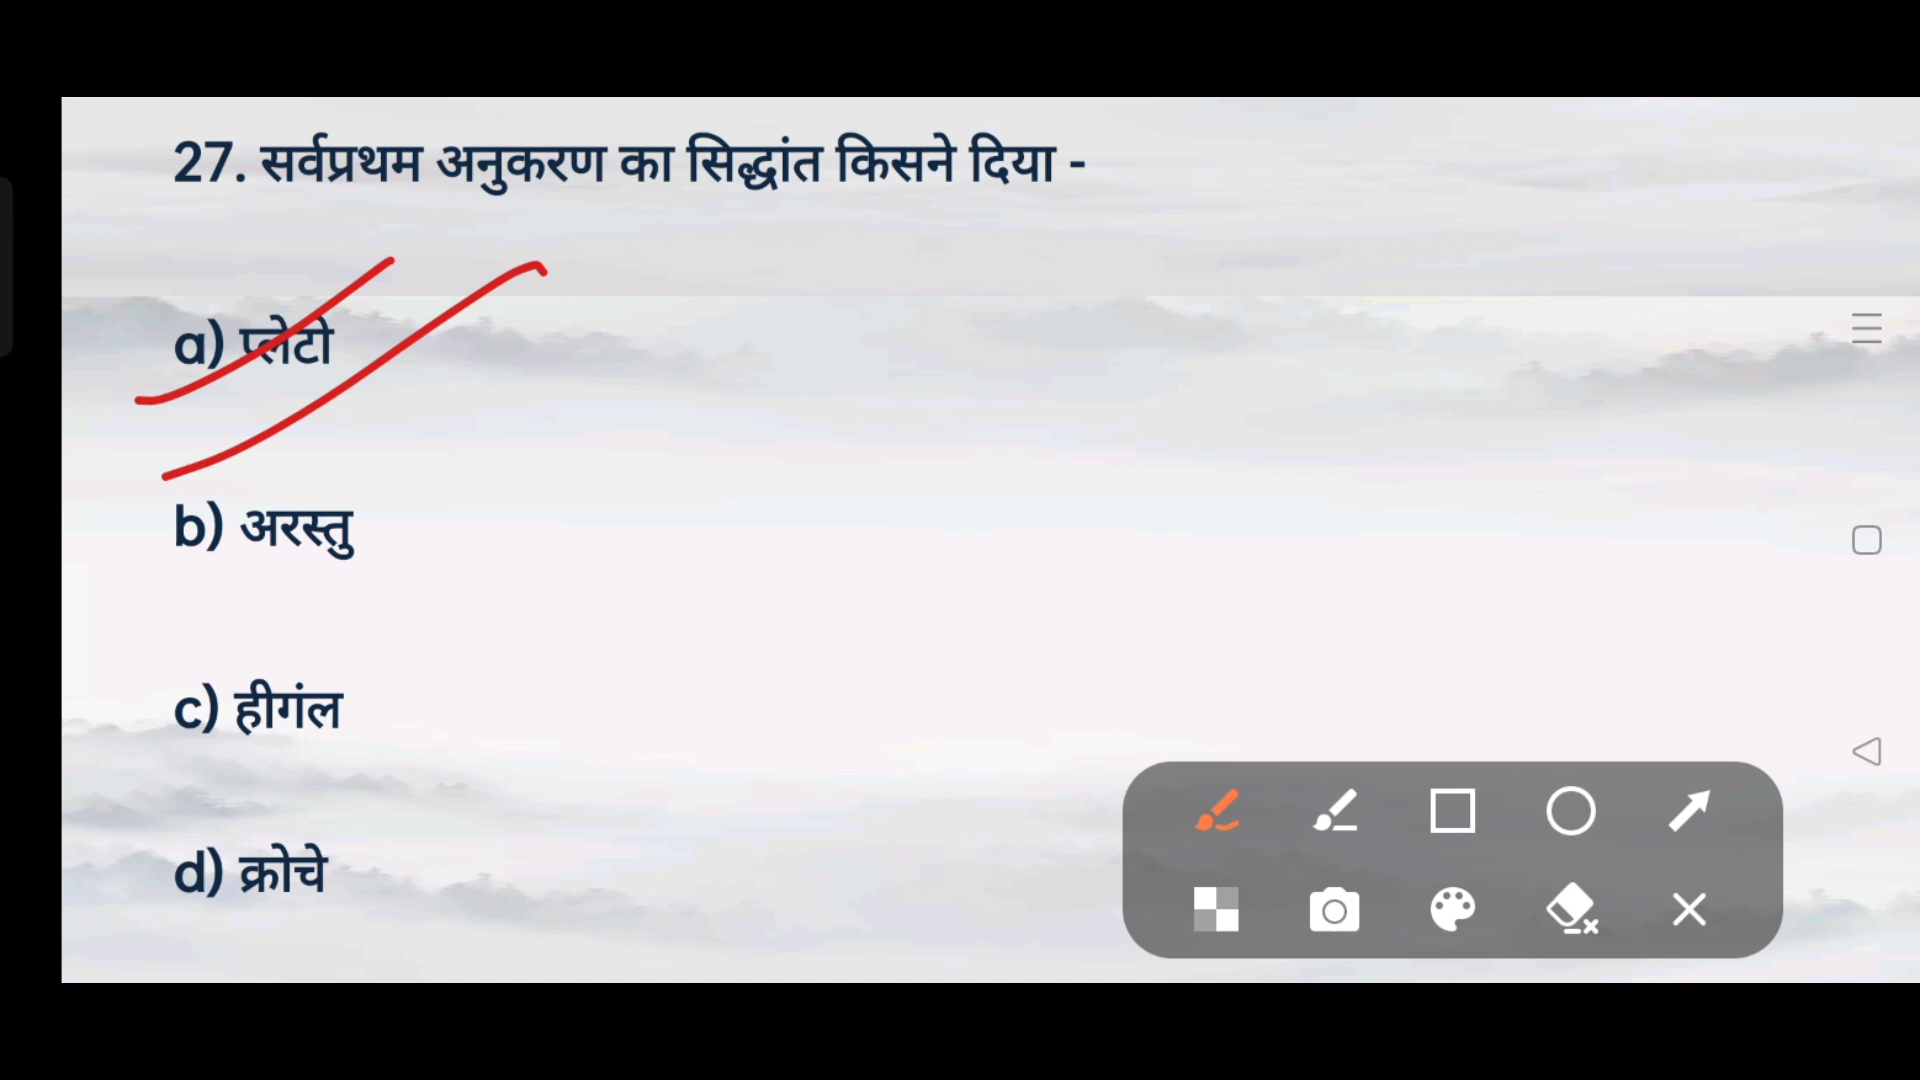 27. सर्वप्रथम अनुकरण का सिद्धांत किसने दिया -
a) प्लेटो
b) अरस्तु
c) हीगंल
d) क्रोचे